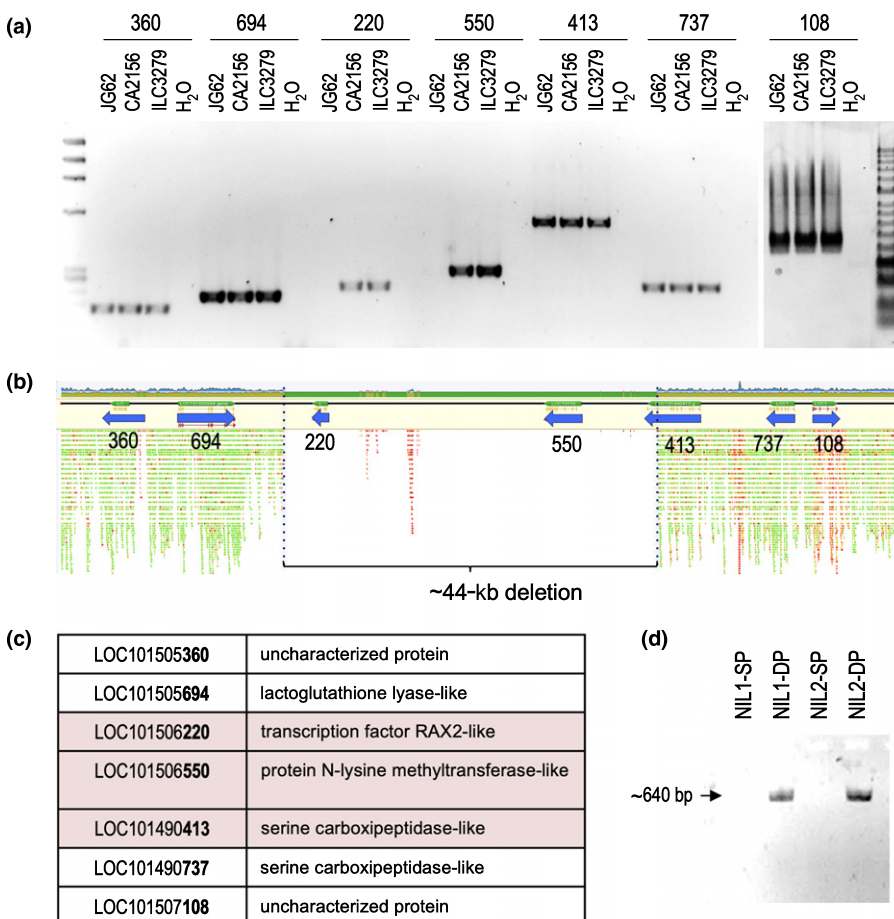 (a)
360 694 220 550 413 737 108
JG62 CA2156 ILC3279 H2O JG62 CA2156 ILC3279 H2O JG62 CA2156 ILC3279 H2O JG62 CA2156 ILC3279 H2O JG62 CA2156 ILC3279 H2O JG62 CA2156 ILC3279 H2O JG62 CA2156 ILC3279 H2O
(b)
360 694 220 550 413 737 108
~44-kb deletion
(c)
LOC101505360 uncharacterized protein
LOC101505694 lactoglutathione lyase-like
LOC101506220 transcription factor RAX2-like
LOC101506550 protein N-lysine methyltransferase-like
LOC101490413 serine carboxipeptidase-like
LOC101490737 serine carboxipeptidase-like
LOC101507108 uncharacterized protein
(d)
NIL1-SP NIL1-DP NIL2-SP NIL2-DP
~640 bp